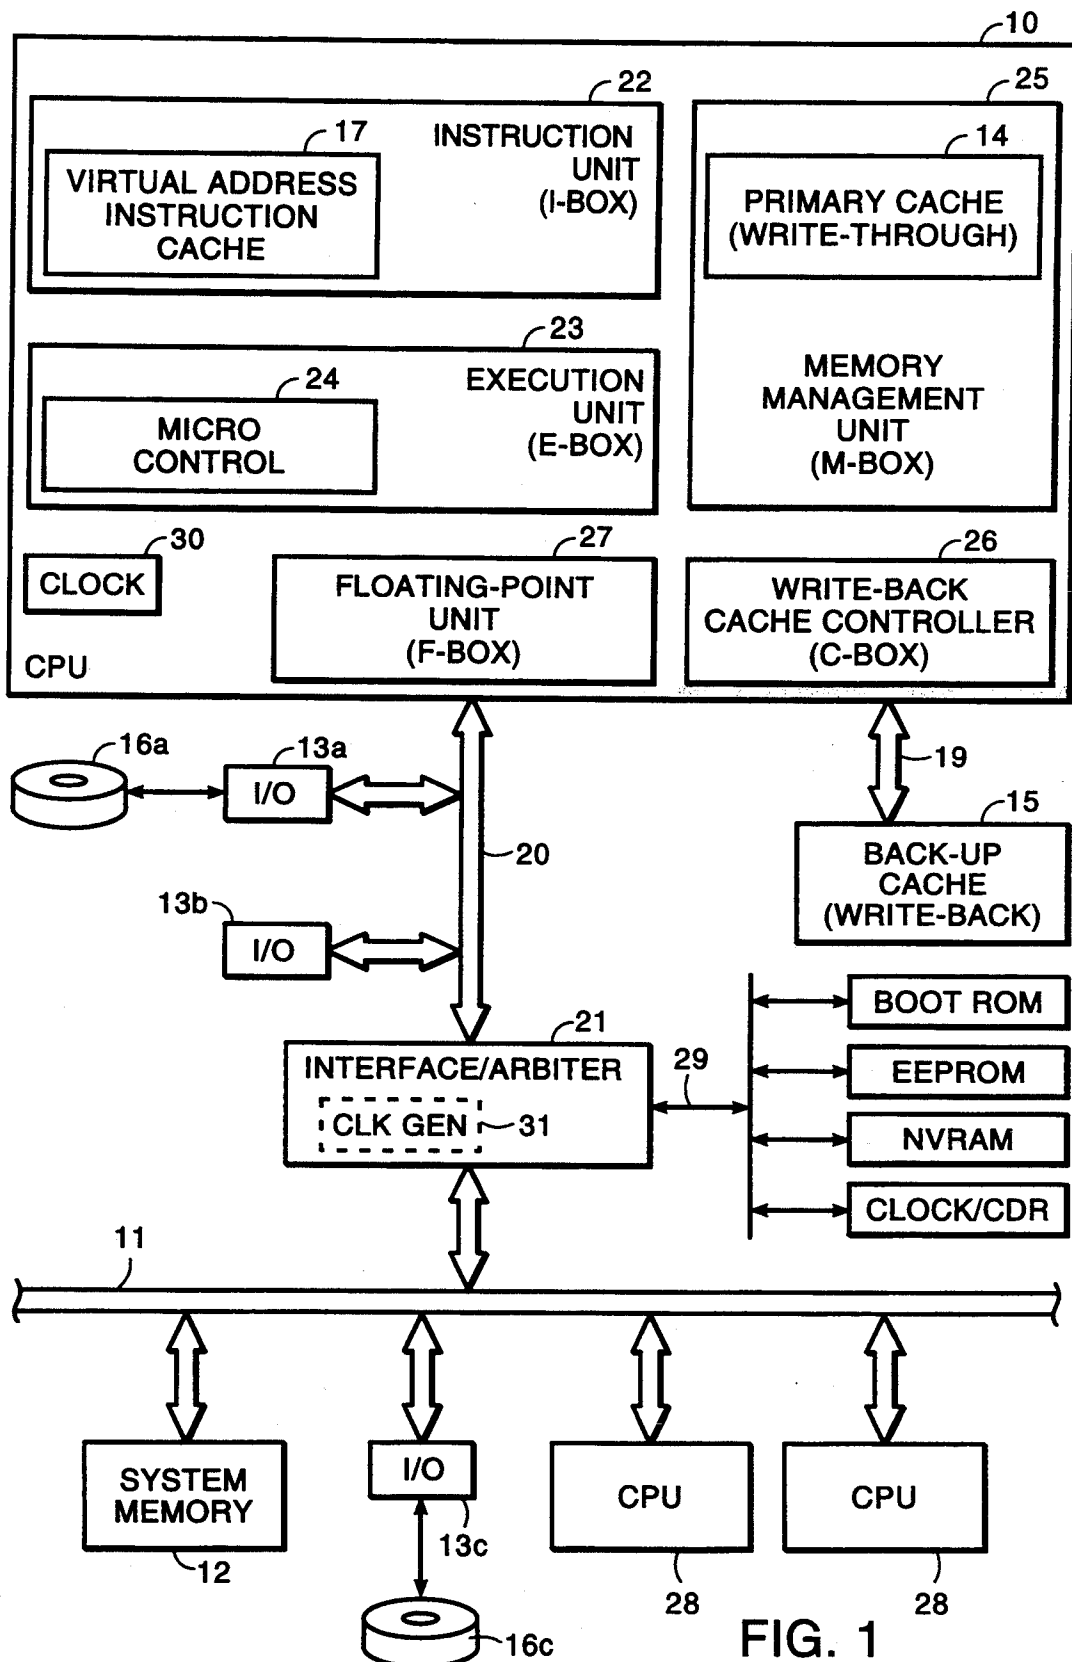 10
22
25
17
INSTRUCTION
UNIT
(I-BOX)
VIRTUAL ADDRESS
INSTRUCTION
CACHE
14
PRIMARY CACHE
(WRITE-THROUGH)
23
24
EXECUTION
UNIT
(E-BOX)
MICRO
CONTROL
MEMORY
MANAGEMENT
UNIT
(M-BOX)
30
CLOCK
27
FLOATING-POINT
UNIT
(F-BOX)
26
WRITE-BACK
CACHE CONTROLLER
(C-BOX)
CPU
16a
13a
I/O
19
20
15
BACK-UP
CACHE
(WRITE-BACK)
13b
I/O
21
INTERFACE/ARBITER
CLK GEN
31
29
BOOT ROM
EEPROM
NVRAM
CLOCK/CDR
11
SYSTEM
MEMORY
12
I/O
13c
CPU
28
CPU
28
16c
FIG. 1